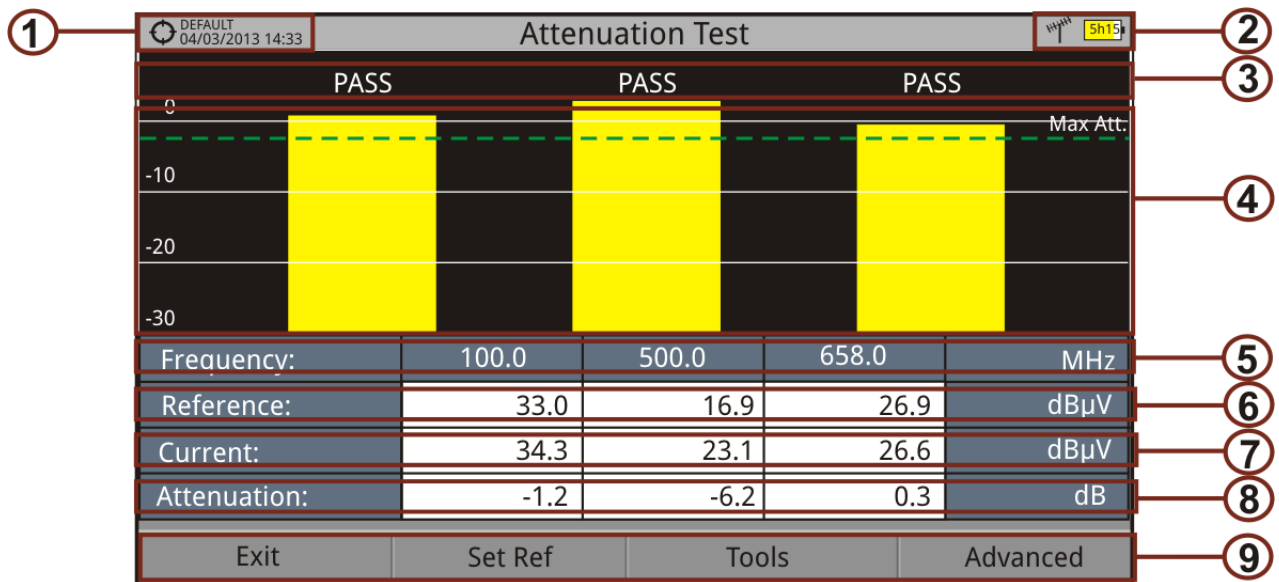 1
DEFAULT
04/03/2013 14:33
Attenuation Test
5h15
2
PASS PASS PASS
3
0
Max Att.
-10
4
-20
-30
Frequency: 100.0 500.0 658.0 MHz
5
Reference: 33.0 16.9 26.9 dBµV
6
Current: 34.3 23.1 26.6 dBµV
7
Attenuation: -1.2 -6.2 0.3 dB
8
Exit Set Ref Tools Advanced
9